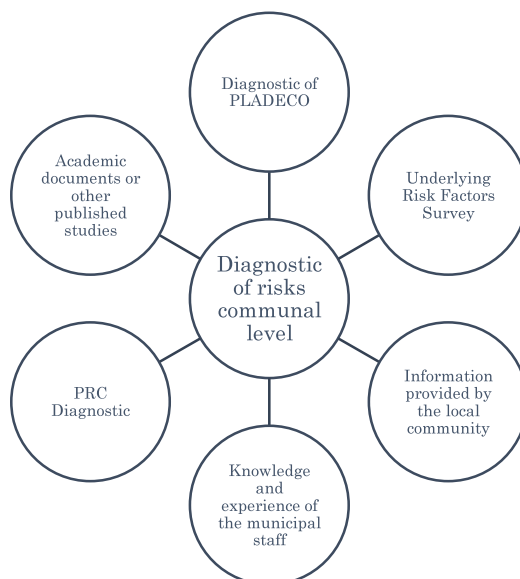 Diagnostic of
PLADECO
Academic
documents or
other
published
studies
Underlying
Risk Factors
Survey
Diagnostic
of risks
communal
level
PRC
Diagnostic
Information
provided by
the local
community
Knowledge
and
experience of
the municipal
staff